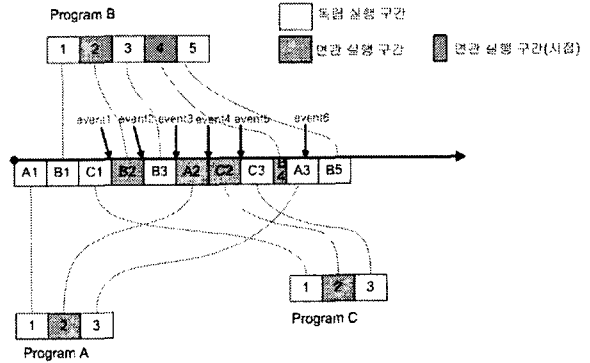 Program B
독립 실행 구간
연관 실행 구간
연관 실행 구간(시점)
1 2 3 4 5
event1 event2 event3 event4 event5 event6
A1 B1 C1 B2 B3 A2 C2 C3 B4 A3 B5
1 2 3
Program C
1 2 3
Program A